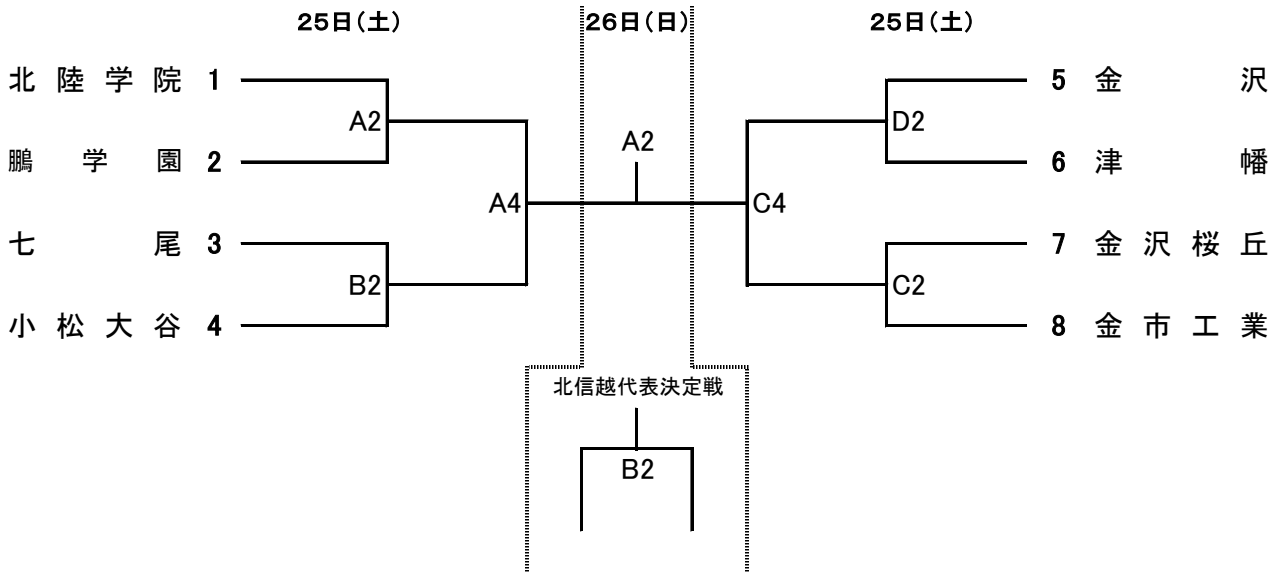 25日(土) 26日(日) 25日(土)
北陸学院 1 5 金沢
A2 D2
A2
鵬学園 2 6 津幡
A4 C4
七尾 3 7 金沢桜丘
B2 C2
小松大谷 4 8 金市工業
北信越代表決定戦
B2